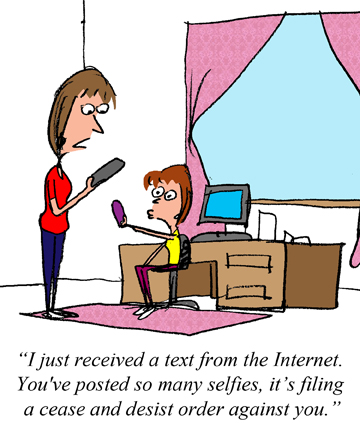 “I just received a text from the Internet.
You've posted so many selfies, it’s filing
a cease and desist order against you.”